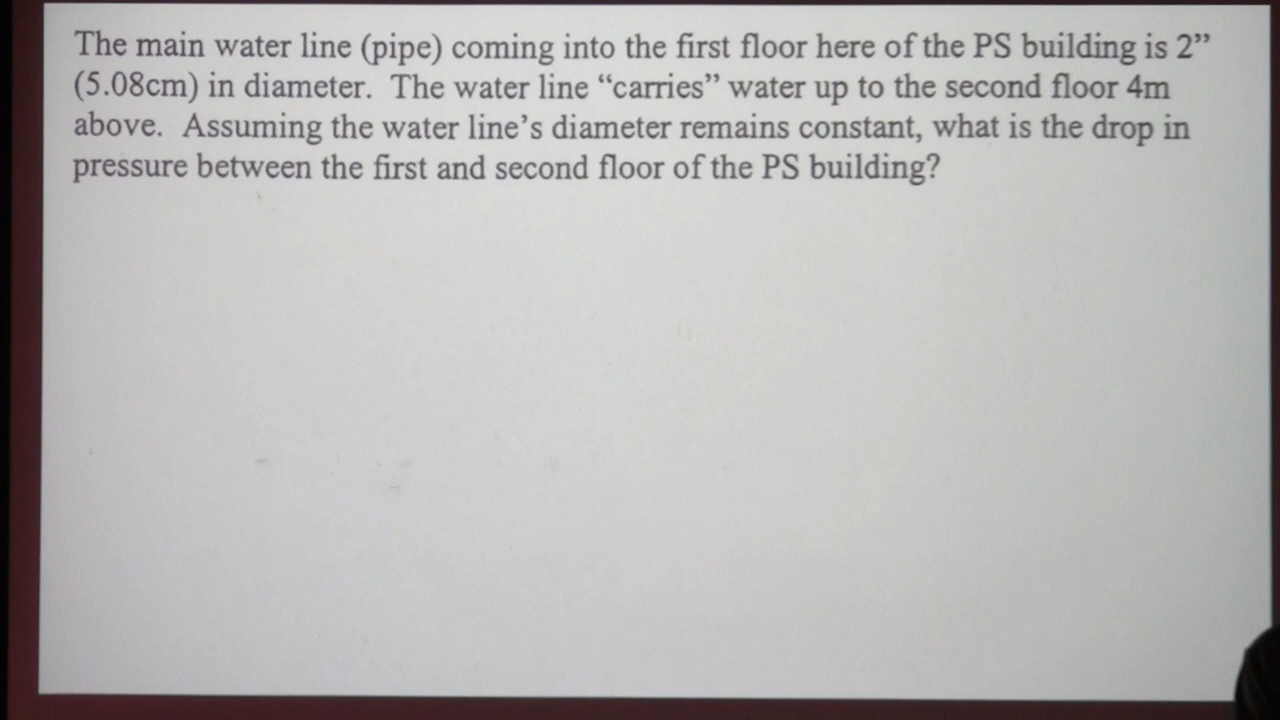 The main water line (pipe) coming into the first floor here of the PS building is 2”
(5.08cm) in diameter.  The water line “carries” water up to the second floor 4m
above.  Assuming the water line’s diameter remains constant, what is the drop in
pressure between the first and second floor of the PS building?